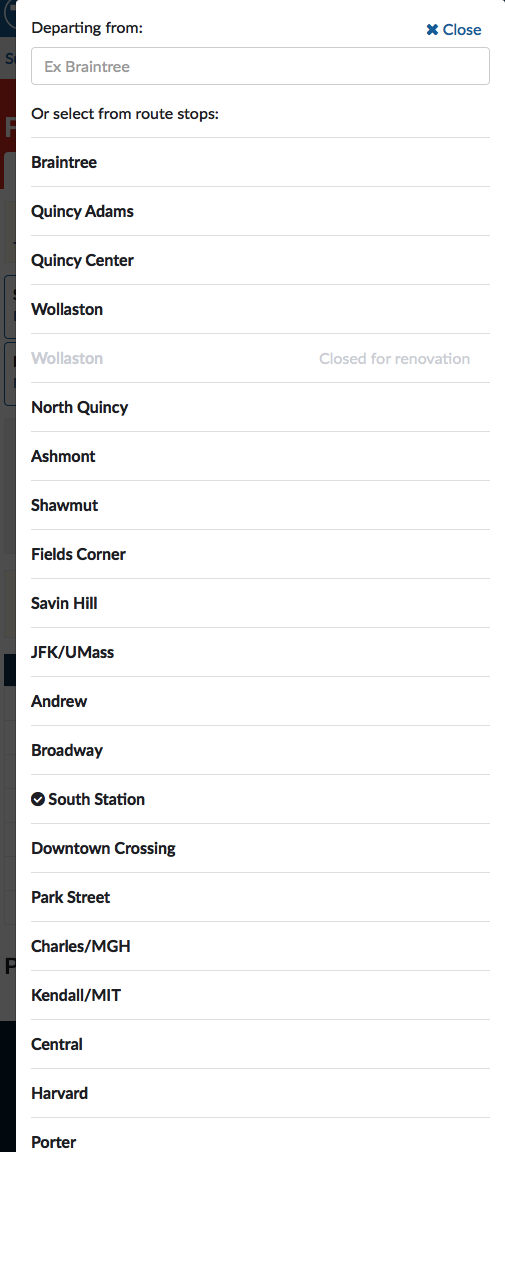 Departing from:
Close
Ex Braintree
Or select from route stops:
Braintree
Quincy Adams
Quincy Center
Wollaston
Wollaston Closed for renovation
North Quincy
Ashmont
Shawmut
Fields Corner
Savin Hill
JFK/UMass
Andrew
Broadway
South Station
Downtown Crossing
Park Street
Charles/MGH
Kendall/MIT
Central
Harvard
Porter